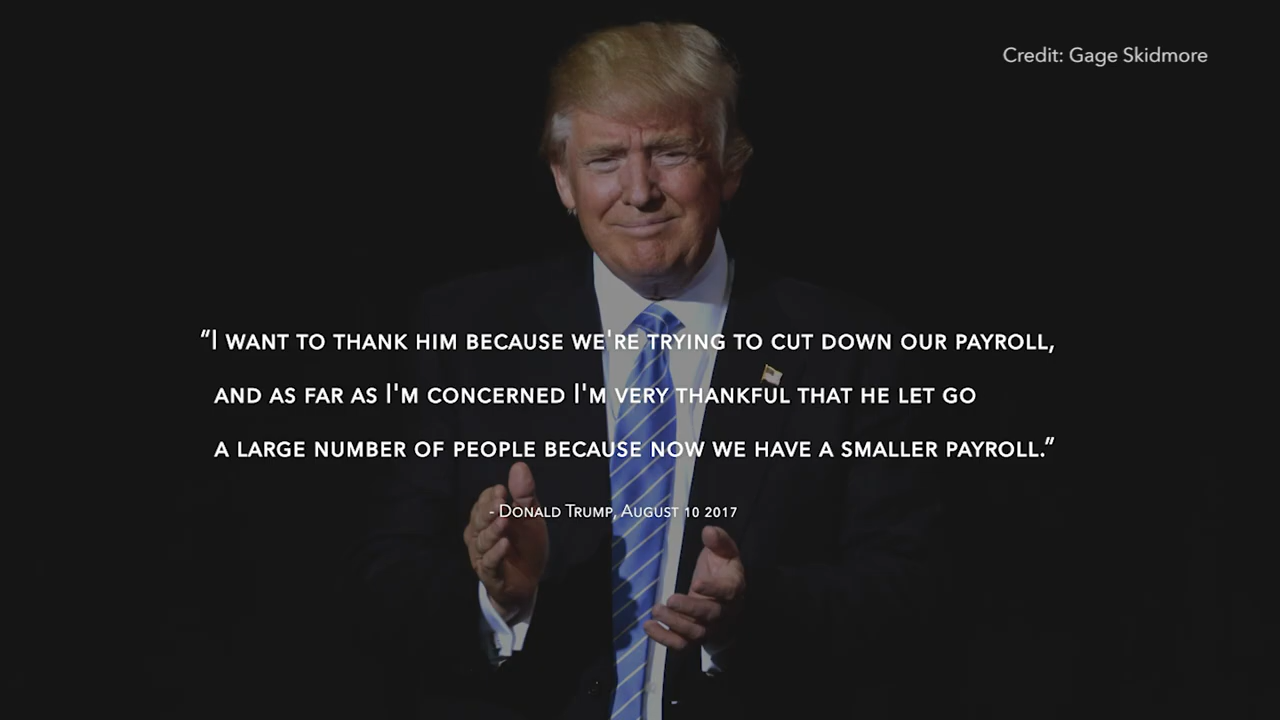 Credit: Gage Skidmore
“I want to thank him because we're trying to cut down our payroll,
and as far as I'm concerned I'm very thankful that he let go
a large number of people because now we have a smaller payroll.”
- Donald Trump, August 10 2017